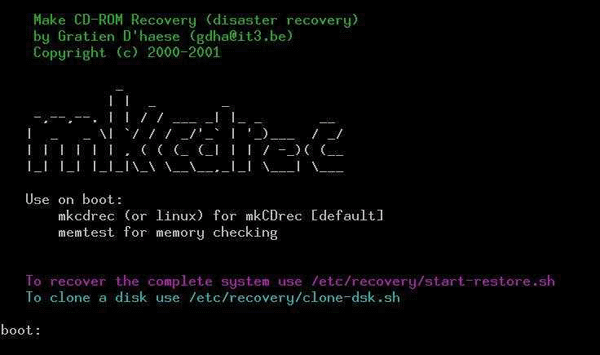 Make CD-ROM Recovery (disaster recovery)
by Gratien D'haese (gdha@it3.be)
Copyright (c) 2000-2001
mkcdrec
Use on boot:
mkcdrec (or linux) for mkCDrec [default]
memtest for memory checking
To recover the complete system use /etc/recovery/start-restore.sh
To clone a disk use /etc/recovery/clone-dsk.sh
boot: